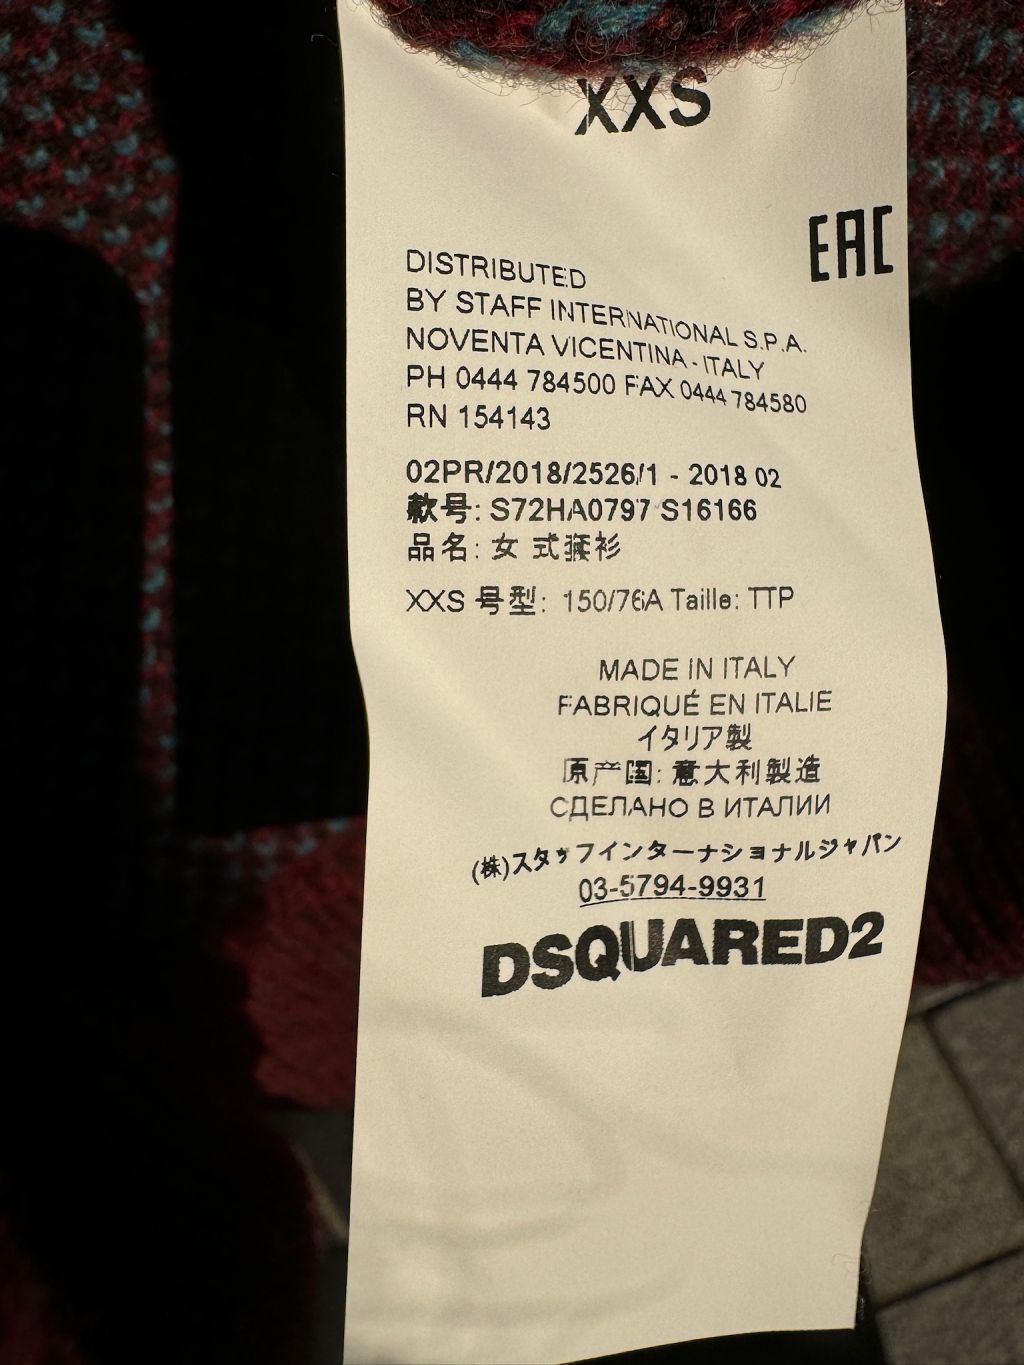 XXS
EAC
DISTRIBUTED
BY STAFF INTERNATIONAL S.P.A.
NOVENTA VICENTINA - ITALY
PH 0444 784500 FAX 0444 784580
RN 154143
02PR/2018/2526/1 - 2018 02
款号: S72HA0797 S16166
品名: 女 式
XXS 号型: 150/76A Taille: TTP
MADE IN ITALY
FABRIQUÉ EN ITALIE
イタリア製
原产国: 意大利製造
СДЕЛАНО В ИТАЛИИ
(株)スタッフインターナショナルジャパン
03-5794-9931
DSQUARED2